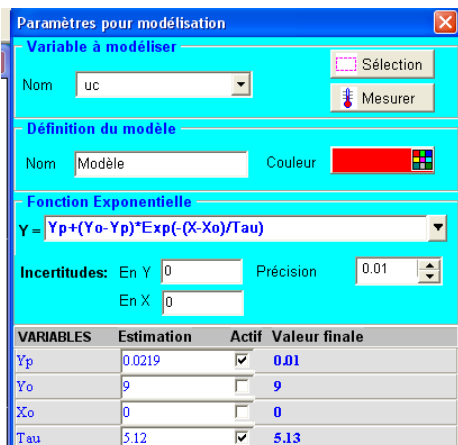 Paramètres pour modélisation
Variable à modéliser
Sélection
Nom uc
Mesurer
Définition du modèle
Nom Modèle Couleur
Fonction Exponentielle
Y = Yp+(Yo-Yp)*Exp(-(X-Xo)/Tau)
Incertitudes: En Y 0 Précision 0.01
En X 0
VARIABLES Estimation Actif Valeur finale
Yp 0.0219 0.01
Yo 9 9
Xo 0 0
Tau 5.12 5.13